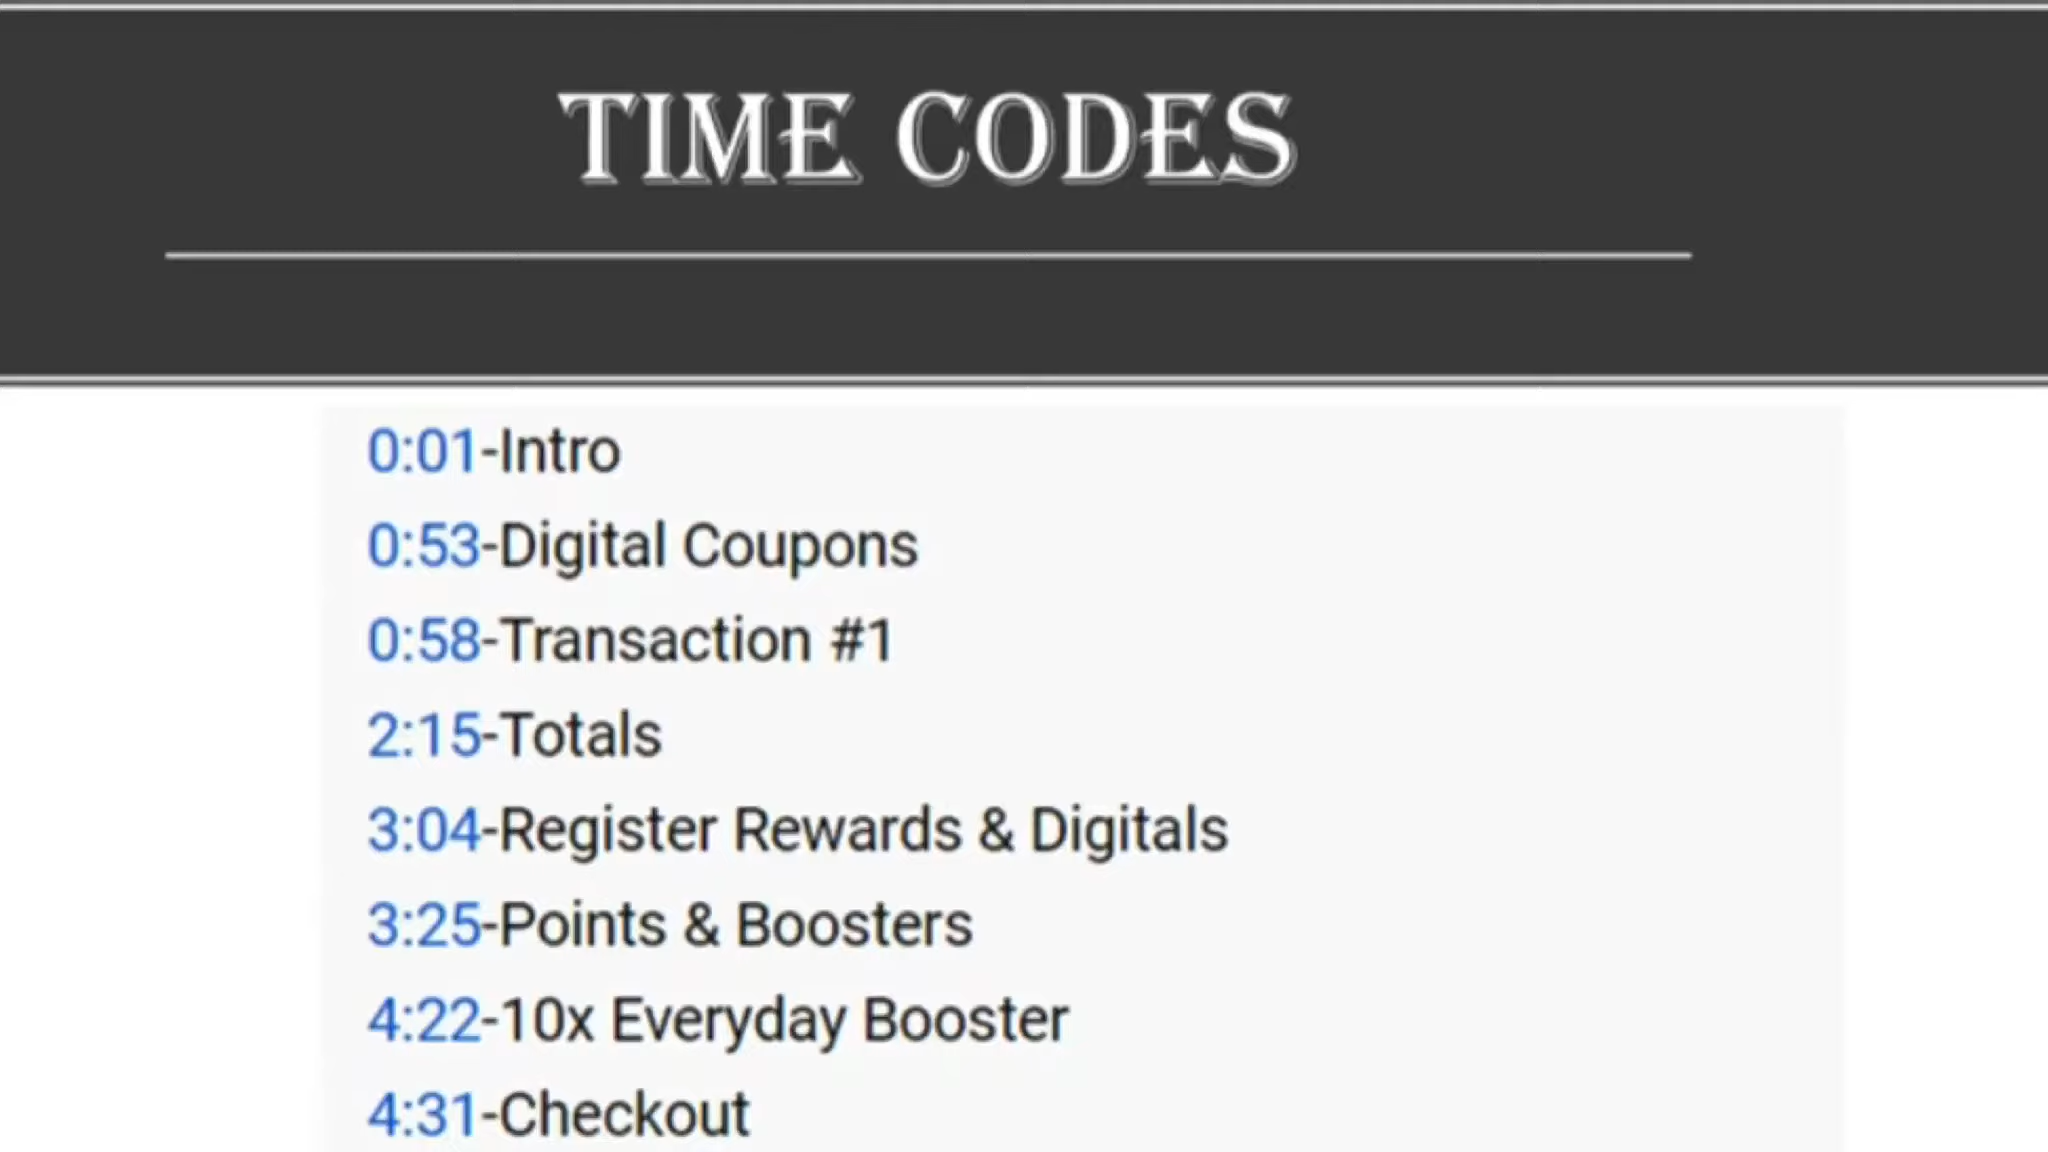 TIME CODES
0:01-Intro
0:53-Digital Coupons
0:58-Transaction #1
2:15-Totals
3:04-Register Rewards & Digitals
3:25-Points & Boosters
4:22-10x Everyday Booster
4:31-Checkout